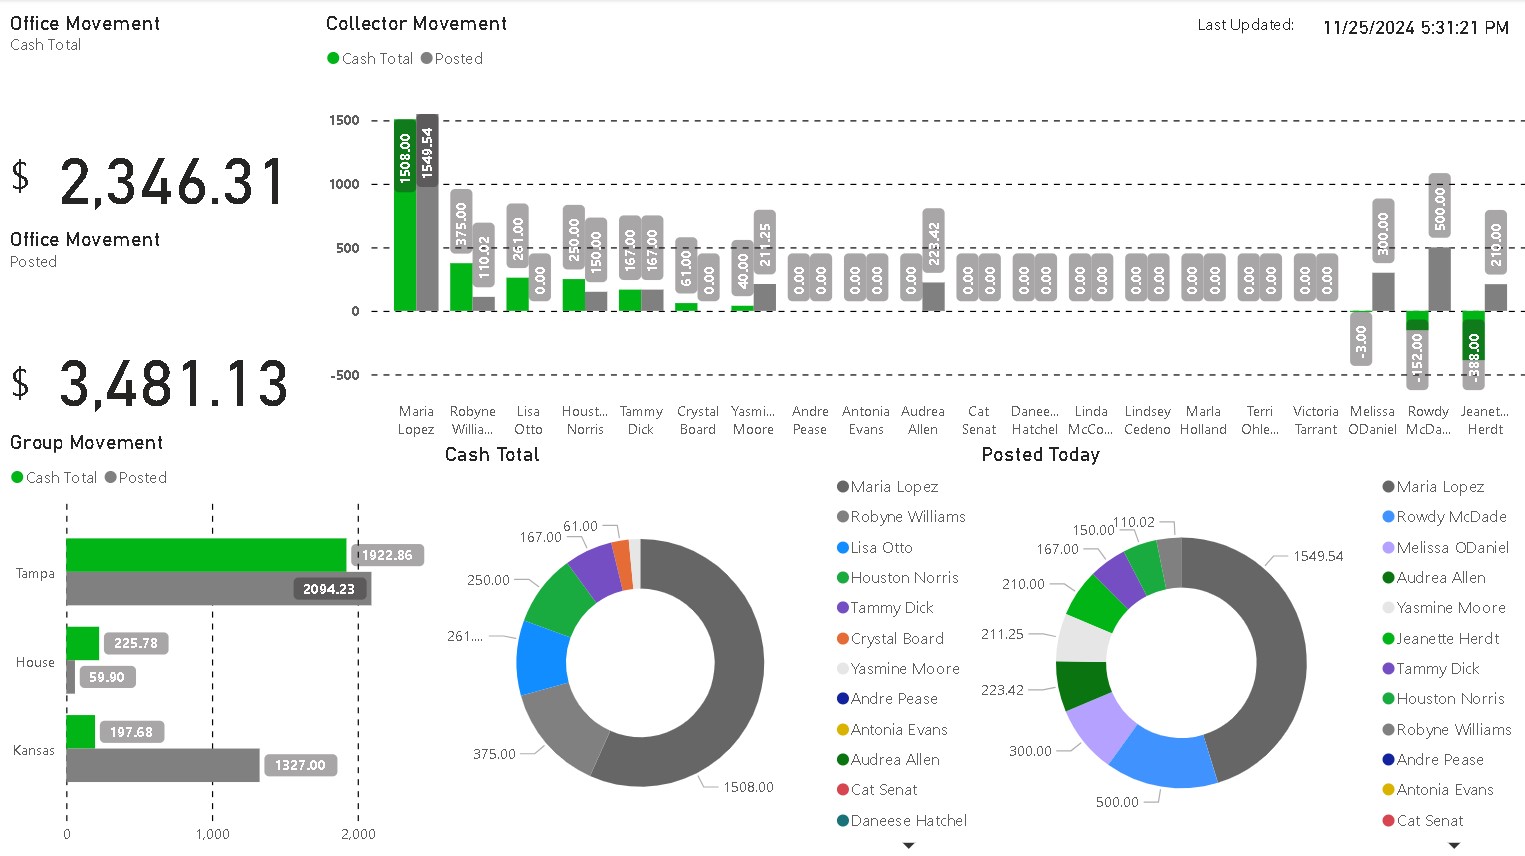 Office Movement
Cash Total
$ 2,346.31
Office Movement
Posted
$ 3,481.13
Collector Movement
Cash Total Posted
Last Updated: 11/25/2024 5:31:21 PM
1500
1000
500
0
-500
1508.00 1549.54
375.00 110.02
261.00 0.00
250.00 150.00
167.00 167.00
61.00 0.00
40.00 211.25
0.00 0.00
0.00 0.00
0.00 223.42
0.00 0.00
0.00 0.00
0.00 0.00
0.00 0.00
0.00 0.00
0.00 0.00
0.00 0.00
-3.00 300.00
-152.00 500.00
-388.00 210.00
Maria Lopez
Robyne Willia...
Lisa Otto
Houst... Norris
Tammy Dick
Crystal Board
Yasmi... Moore
Andre Pease
Antonia Evans
Audrea Allen
Cat Senat
Danee... Hatchel
Linda McCo...
Lindsey Cedeno
Marla Holland
Terri Ohle...
Victoria Tarrant
Melissa ODaniel
Rowdy McDa...
Jeanet... Herdt
Group Movement
Cash Total Posted
Tampa
1922.86
2094.23
House
225.78
59.90
Kansas
197.68
1327.00
0 1,000 2,000
Cash Total
61.00
167.00
250.00
261....
375.00
1508.00
Maria Lopez
Robyne Williams
Lisa Otto
Houston Norris
Tammy Dick
Crystal Board
Yasmine Moore
Andre Pease
Antonia Evans
Audrea Allen
Cat Senat
Daneese Hatchel
Posted Today
110.02
150.00
167.00
210.00
211.25
223.42
300.00
500.00
1549.54
Maria Lopez
Rowdy McDade
Melissa ODaniel
Audrea Allen
Yasmine Moore
Jeanette Herdt
Tammy Dick
Houston Norris
Robyne Williams
Andre Pease
Antonia Evans
Cat Senat